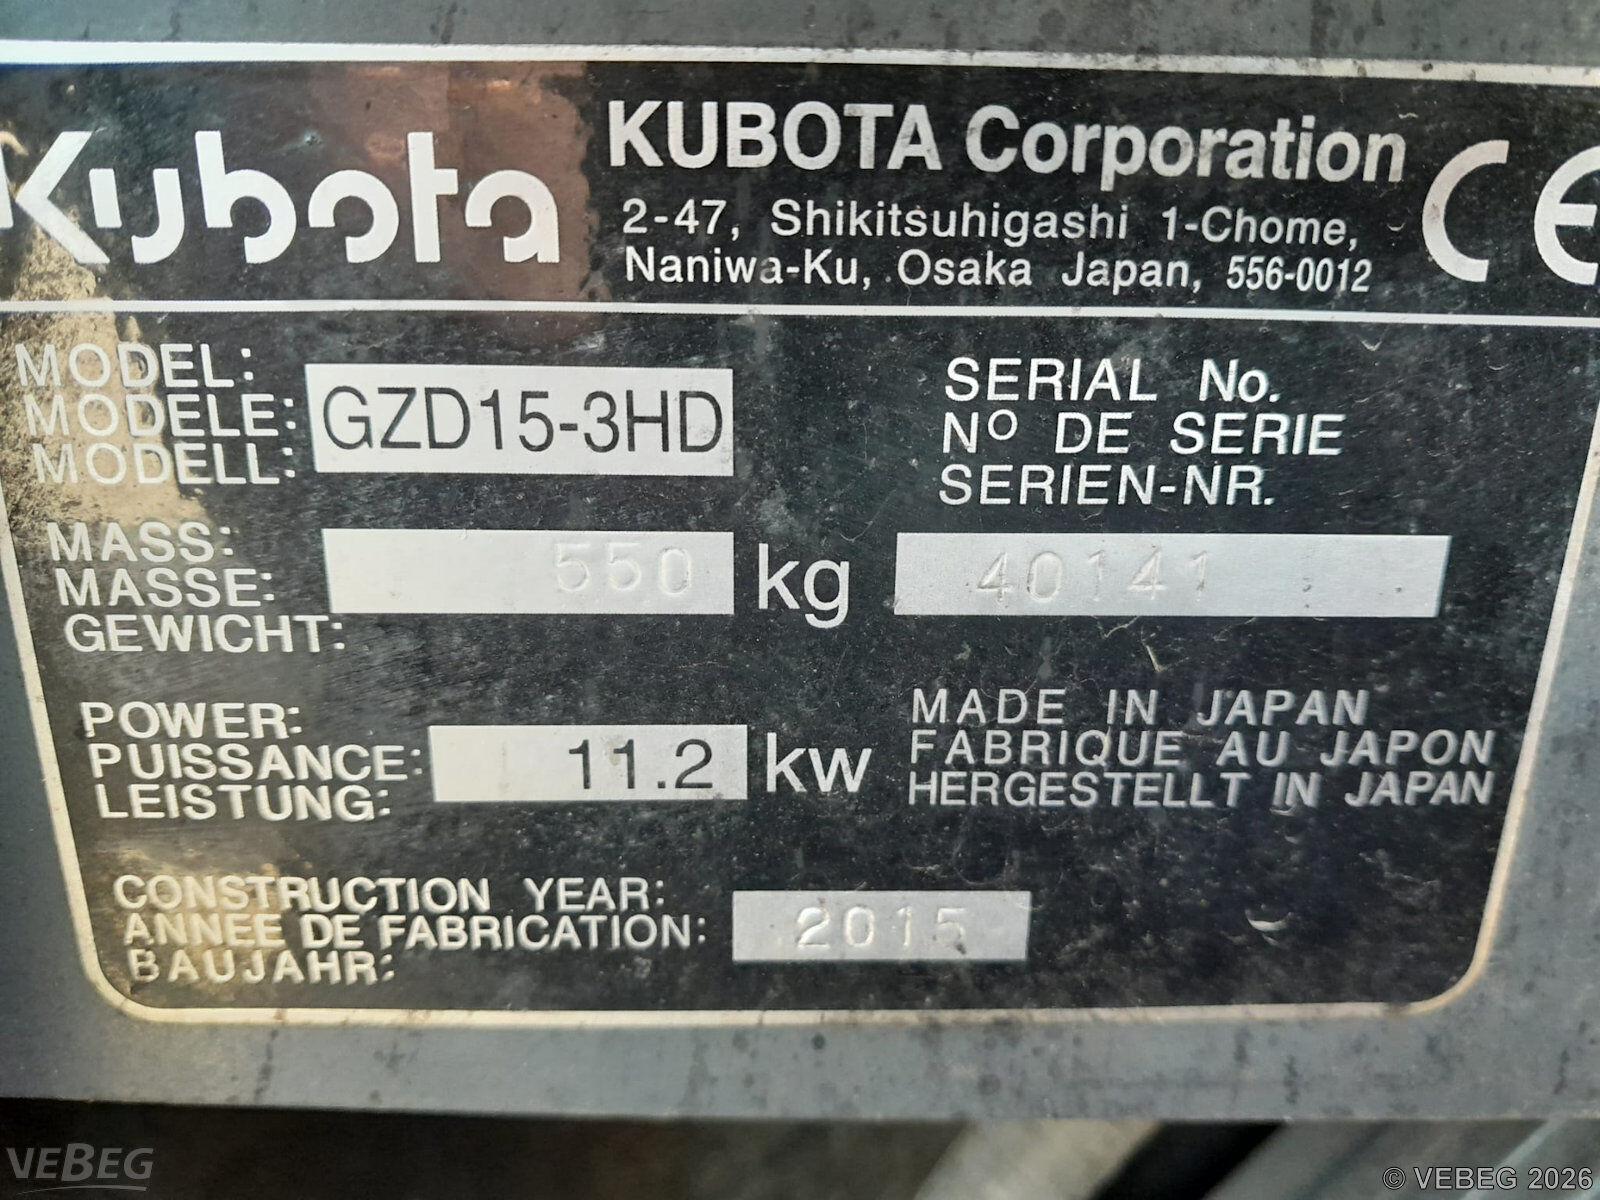 Kubota
KUBOTA Corporation
2-47, Shikitsuhigashi 1-Chome,
Naniwa-Ku, Osaka Japan, 556-0012
CE
MODEL:
MODELE:
MODELL:
GZD15-3HD
SERIAL No.
Nº DE SERIE
SERIEN-NR.
MASS:
MASSE:
GEWICHT:
550 kg
40141
POWER:
PUISSANCE:
LEISTUNG:
11.2 kw
MADE IN JAPAN
FABRIQUE AU JAPON
HERGESTELLT IN JAPAN
CONSTRUCTION YEAR:
ANNEE DE FABRICATION:
BAUJAHR:
2015
VEBEG
© VEBEG 2026